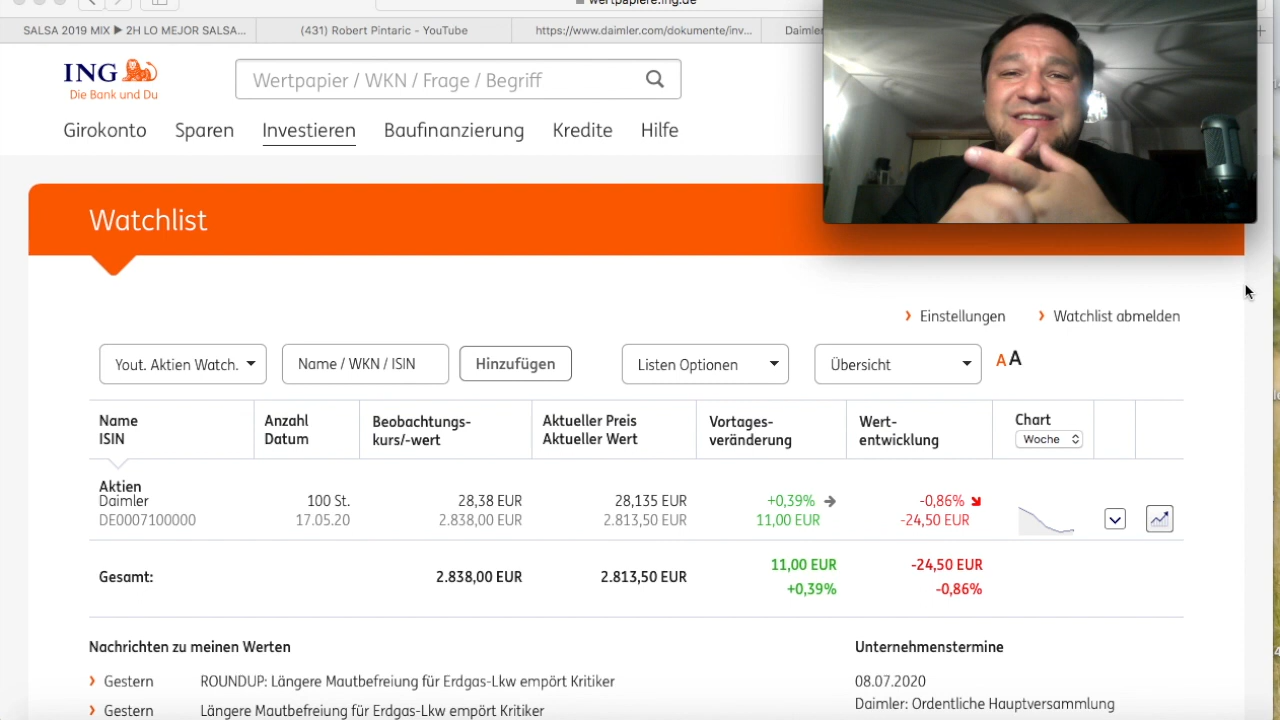 wertpapiere.ing.de
SALSA 2019 MIX ▶ 2H LO MEJOR SALSA...
(431) Robert Pintaric - YouTube
https://www.daimler.com/dokumente/inv...
Daimler
ING
Die Bank und Du
Wertpapier / WKN / Frage / Begriff
Girokonto Sparen Investieren Baufinanzierung Kredite Hilfe
Watchlist
Einstellungen Watchlist abmelden
Yout. Aktien Watch. Name / WKN / ISIN Hinzufügen Listen Optionen Übersicht A A
Name
ISIN
Anzahl
Datum
Beobachtungs-
kurs/-wert
Aktueller Preis
Aktueller Wert
Vortages-
veränderung
Wert-
entwicklung
Chart
Woche
Aktien
Daimler 100 St. 28,38 EUR 28,135 EUR +0,39% -0,86%
DE0007100000 17.05.20 2.838,00 EUR 2.813,50 EUR 11,00 EUR -24,50 EUR
Gesamt: 2.838,00 EUR 2.813,50 EUR
11,00 EUR -24,50 EUR
+0,39% -0,86%
Nachrichten zu meinen Werten
Gestern ROUNDUP: Längere Mautbefreiung für Erdgas-Lkw empört Kritiker
Gestern Längere Mautbefreiung für Erdgas-Lkw empört Kritiker
Unternehmenstermine
08.07.2020
Daimler: Ordentliche Hauptversammlung